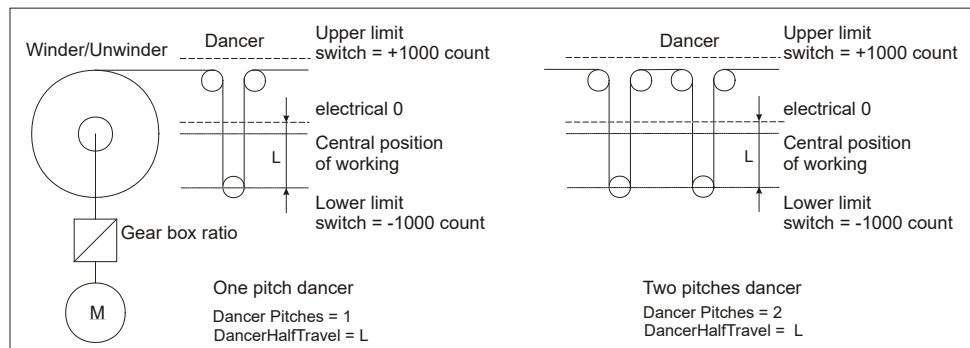 Winder/Unwinder
Dancer
Upper limit
switch = +1000 count
electrical 0
L
Central position
of working
Lower limit
switch = -1000 count
Gear box ratio
M
One pitch dancer
Dancer Pitches = 1
DancerHalfTravel = L
Dancer
Upper limit
switch = +1000 count
electrical 0
Central position
of working
L
Lower limit
switch = -1000 count
Two pitches dancer
Dancer Pitches = 2
DancerHalfTravel = L